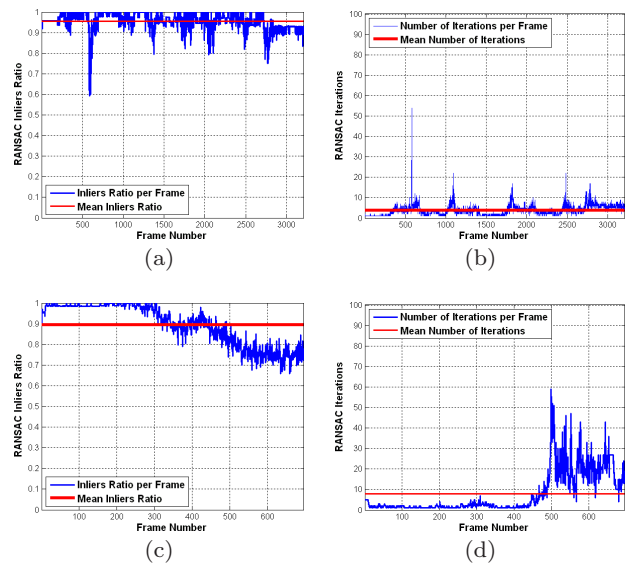 1
0.9
0.8
0.7
0.6
0.5
0.4
0.3
0.2
0.1
0
RANSAC Inliers Ratio
Inliers Ratio per Frame
Mean Inliers Ratio
500 1000 1500 2000 2500 3000
Frame Number
(a)
100
90
80
70
60
50
40
30
20
10
0
RANSAC Iterations
Number of Iterations per Frame
Mean Number of Iterations
500 1000 1500 2000 2500 3000
Frame Number
(b)
1
0.9
0.8
0.7
0.6
0.5
0.4
0.3
0.2
0.1
0
RANSAC Inliers Ratio
Inliers Ratio per Frame
Mean Inliers Ratio
100 200 300 400 500 600
Frame Number
(c)
100
90
80
70
60
50
40
30
20
10
0
RANSAC Iterations
Number of Iterations per Frame
Mean Number of Iterations
100 200 300 400 500 600
Frame Number
(d)